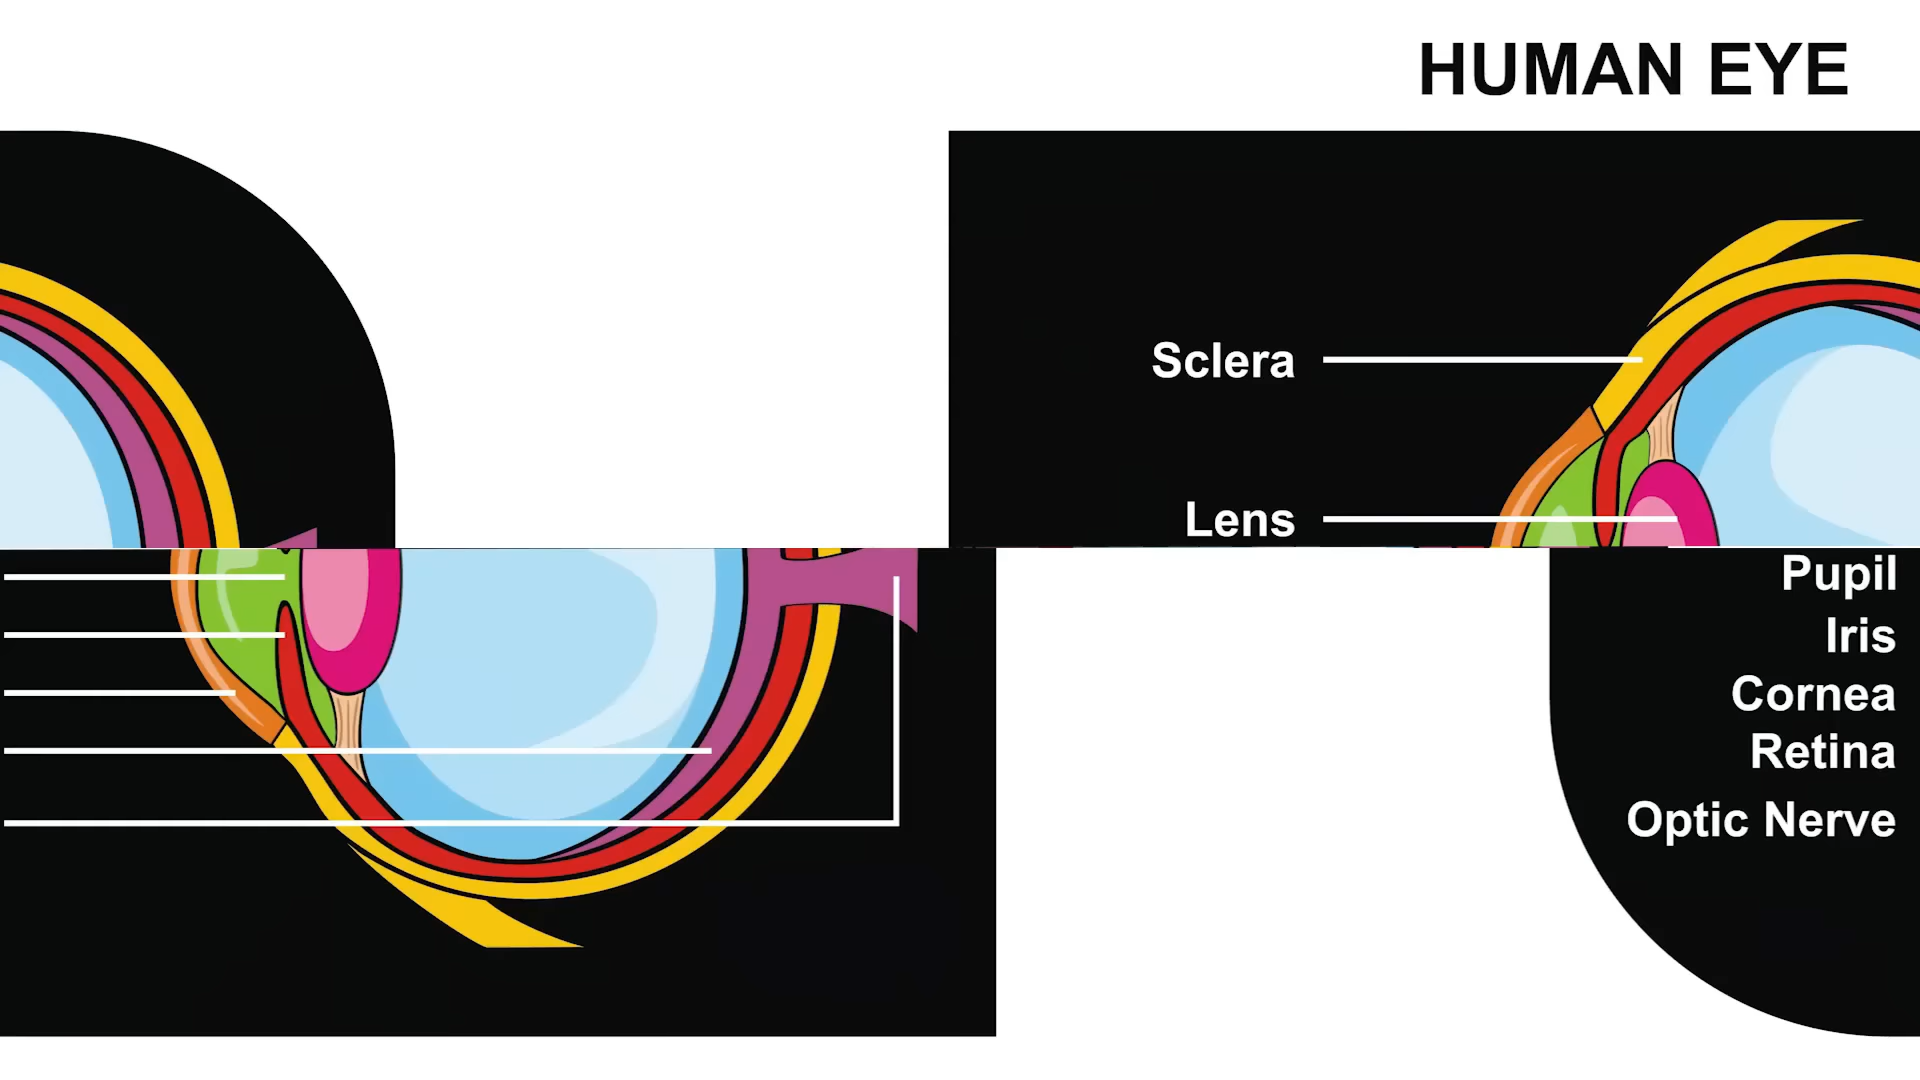 HUMAN EYE
Sclera
Lens
Pupil
Iris
Cornea
Retina
Optic Nerve